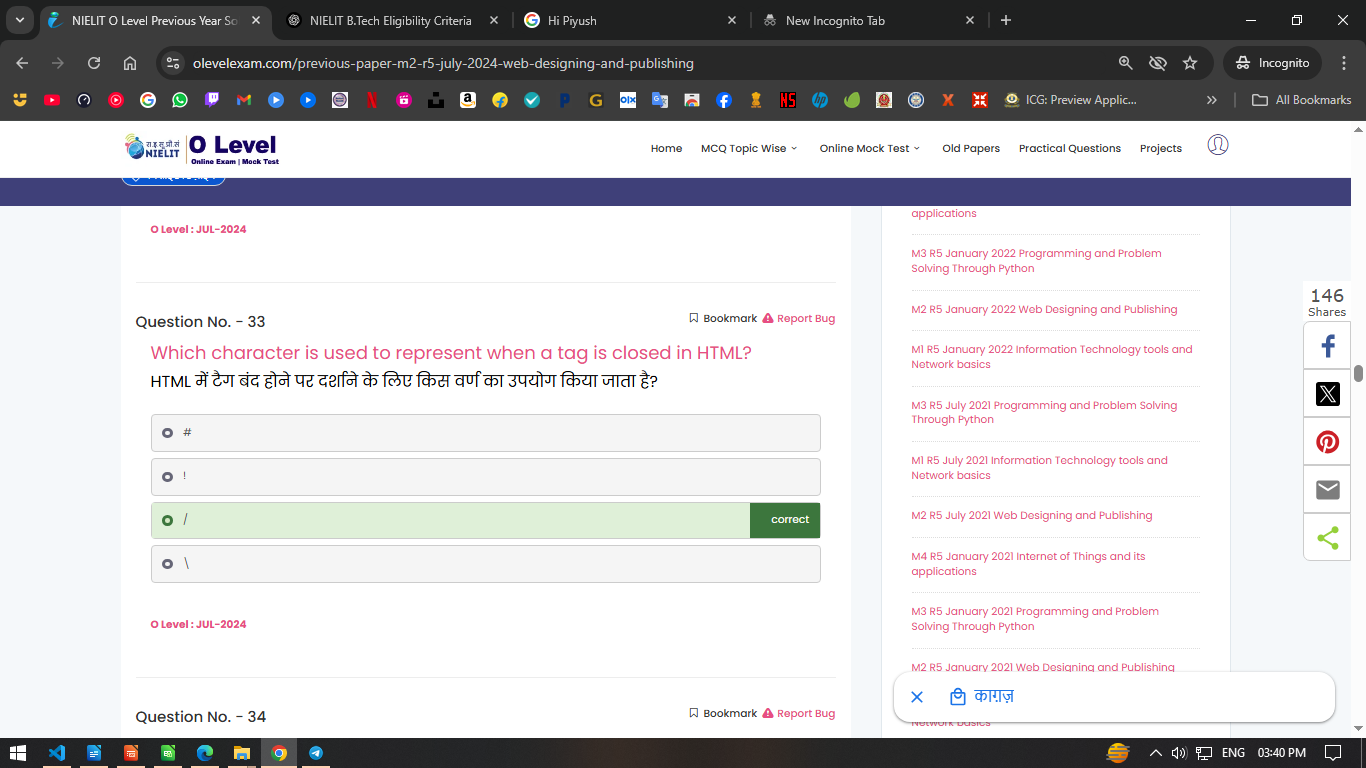 NIELIT O Level Previous Year So
NIELIT B.Tech Eligibility Criteria
Hi Piyush
New Incognito Tab
olevelexam.com/previous-paper-m2-r5-july-2024-web-designing-and-publishing
Incognito
ICG: Preview Applic...
All Bookmarks
रा.इ.सू.प्रौ.सं
NIELIT
O Level
Online Exam | Mock Test
Home
MCQ Topic Wise
Online Mock Test
Old Papers
Practical Questions
Projects
O Level : JUL-2024
Question No. - 33
Bookmark
Report Bug
Which character is used to represent when a tag is closed in HTML?
HTML में टैग बंद होने पर दर्शाने के लिए किस वर्ण का उपयोग किया जाता है?
#
!
/
correct
\
O Level : JUL-2024
Question No. - 34
Bookmark
Report Bug
applications
M3 R5 January 2022 Programming and Problem
Solving Through Python
M2 R5 January 2022 Web Designing and Publishing
M1 R5 January 2022 Information Technology tools and
Network basics
M3 R5 July 2021 Programming and Problem Solving
Through Python
M1 R5 July 2021 Information Technology tools and
Network basics
M2 R5 July 2021 Web Designing and Publishing
M4 R5 January 2021 Internet of Things and its
applications
M3 R5 January 2021 Programming and Problem
Solving Through Python
M2 R5 January 2021 Web Designing and Publishing
Network basics
146
Shares
काग़ज़
ENG
03:40 PM